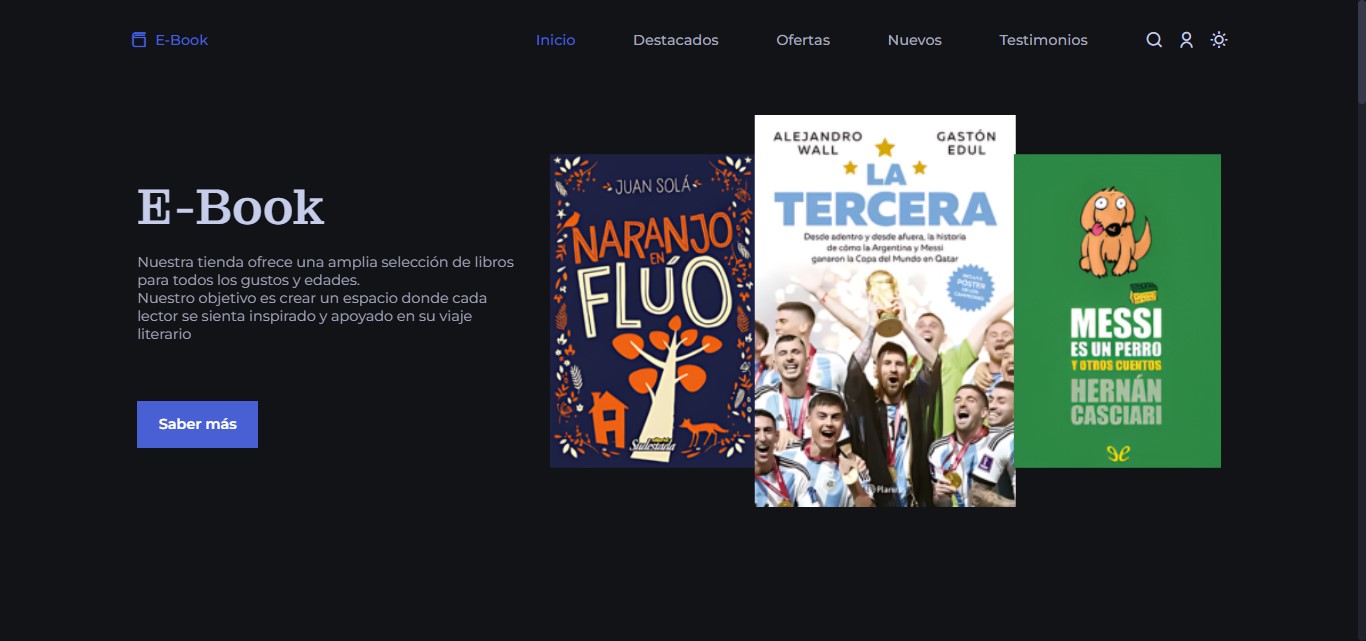 E-Book
Inicio
Destacados
Ofertas
Nuevos
Testimonios
E-Book
Nuestra tienda ofrece una amplia selección de libros
para todos los gustos y edades.
Nuestro objetivo es crear un espacio donde cada
lector se sienta inspirado y apoyado en su viaje
literario
Saber más
JUAN SOLÁ
NARANJO
EN
FLÚO
Sudestada
ALEJANDRO
WALL
GASTÓN
EDUL
LA
TERCERA
Desde adentro y desde afuera, la historia
de cómo la Argentina y Messi
ganaron la Copa del Mundo en Qatar
INCLUYE
PÓSTER
DE LOS
CAMPEONES
Planeta
MESSI
ES UN PERRO
Y OTROS CUENTOS
HERNÁN
CASCIARI